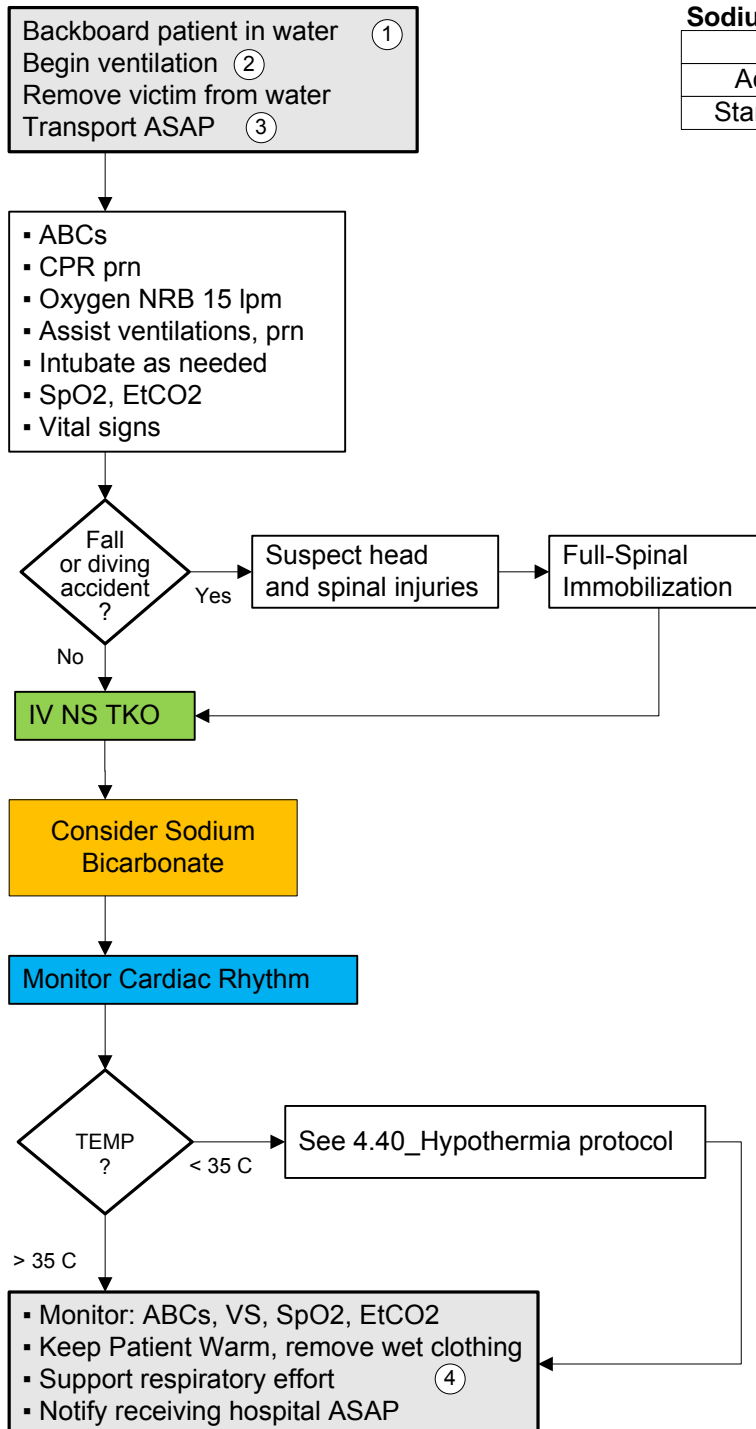 Backboard patient in water ①
Begin ventilation ②
Remove victim from water
Transport ASAP ③
▪ ABCs
▪ CPR prn
▪ Oxygen NRB 15 lpm
▪ Assist ventilations, prn
▪ Intubate as needed
▪ SpO2, EtCO2
▪ Vital signs
Fall
or diving
accident
?
Yes
Suspect head
and spinal injuries
Full-Spinal
Immobilization
No
IV NS TKO
Consider Sodium
Bicarbonate
Monitor Cardiac Rhythm
TEMP
?
< 35 C
See 4.40_Hypothermia protocol
> 35 C
▪ Monitor: ABCs, VS, SpO2, EtCO2
▪ Keep Patient Warm, remove wet clothing
▪ Support respiratory effort ④
▪ Notify receiving hospital ASAP